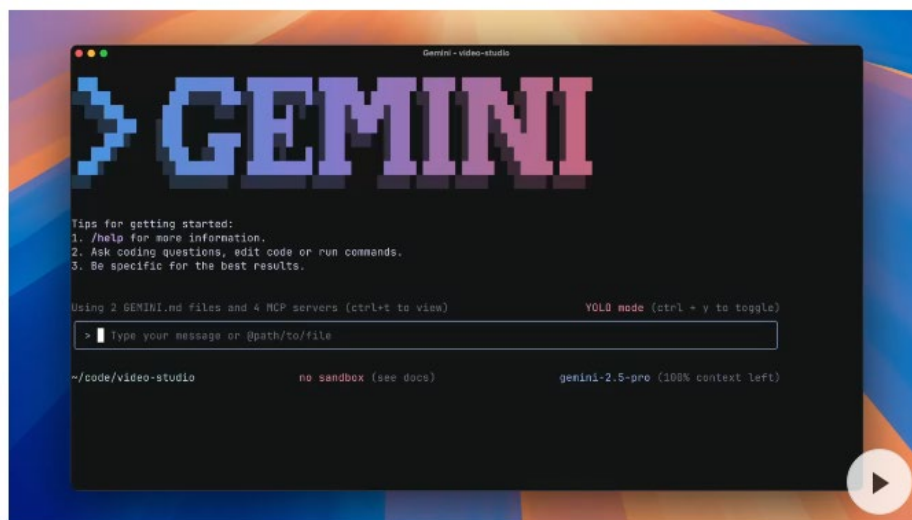 Gemini - video-studio
> GEMINI
Tips for getting started:
1. /help for more information.
2. Ask coding questions, edit code or run commands.
3. Be specific for the best results.
Using 2 GEMINI.md files and 4 MCP servers (ctrl+t to view) YOLO mode (ctrl + y to toggle)
> Type your message or @path/to/file
~/code/video-studio no sandbox (see docs) gemini-2.5-pro (100% context left)